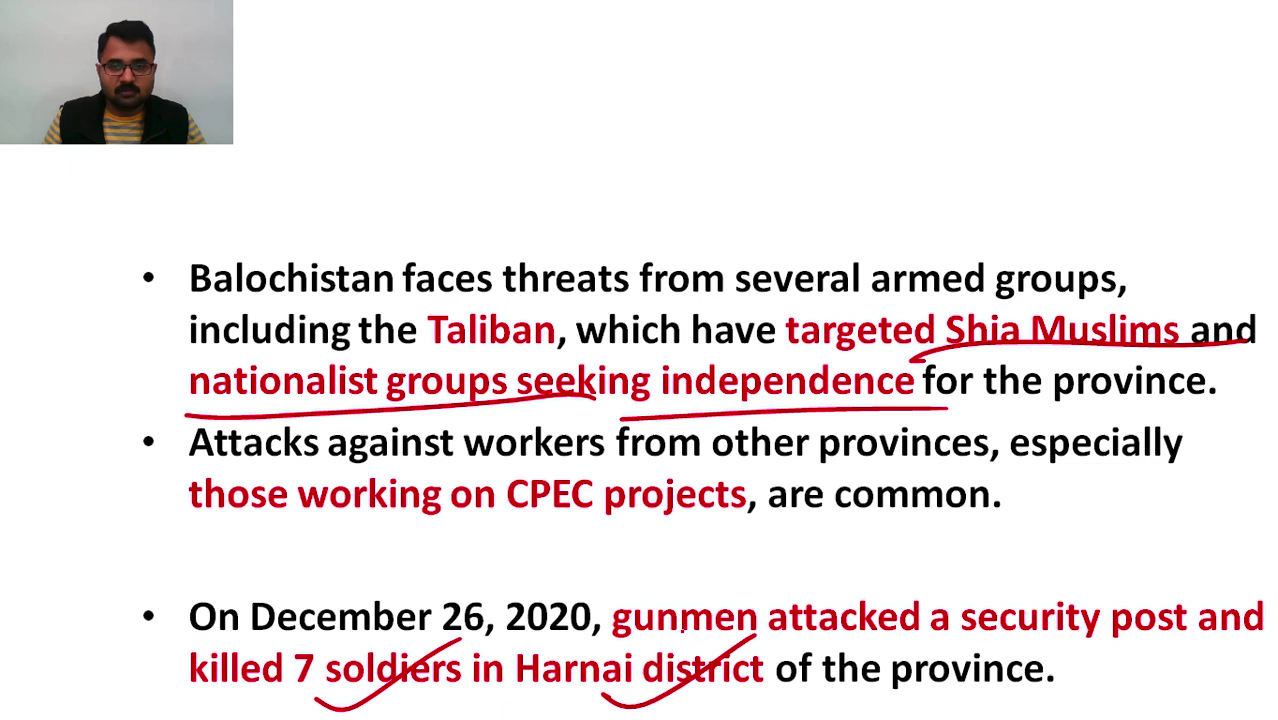 • Balochistan faces threats from several armed groups,
including the Taliban, which have targeted Shia Muslims and
nationalist groups seeking independence for the province.
• Attacks against workers from other provinces, especially
those working on CPEC projects, are common.
• On December 26, 2020, gunmen attacked a security post and
killed 7 soldiers in Harnai district of the province.